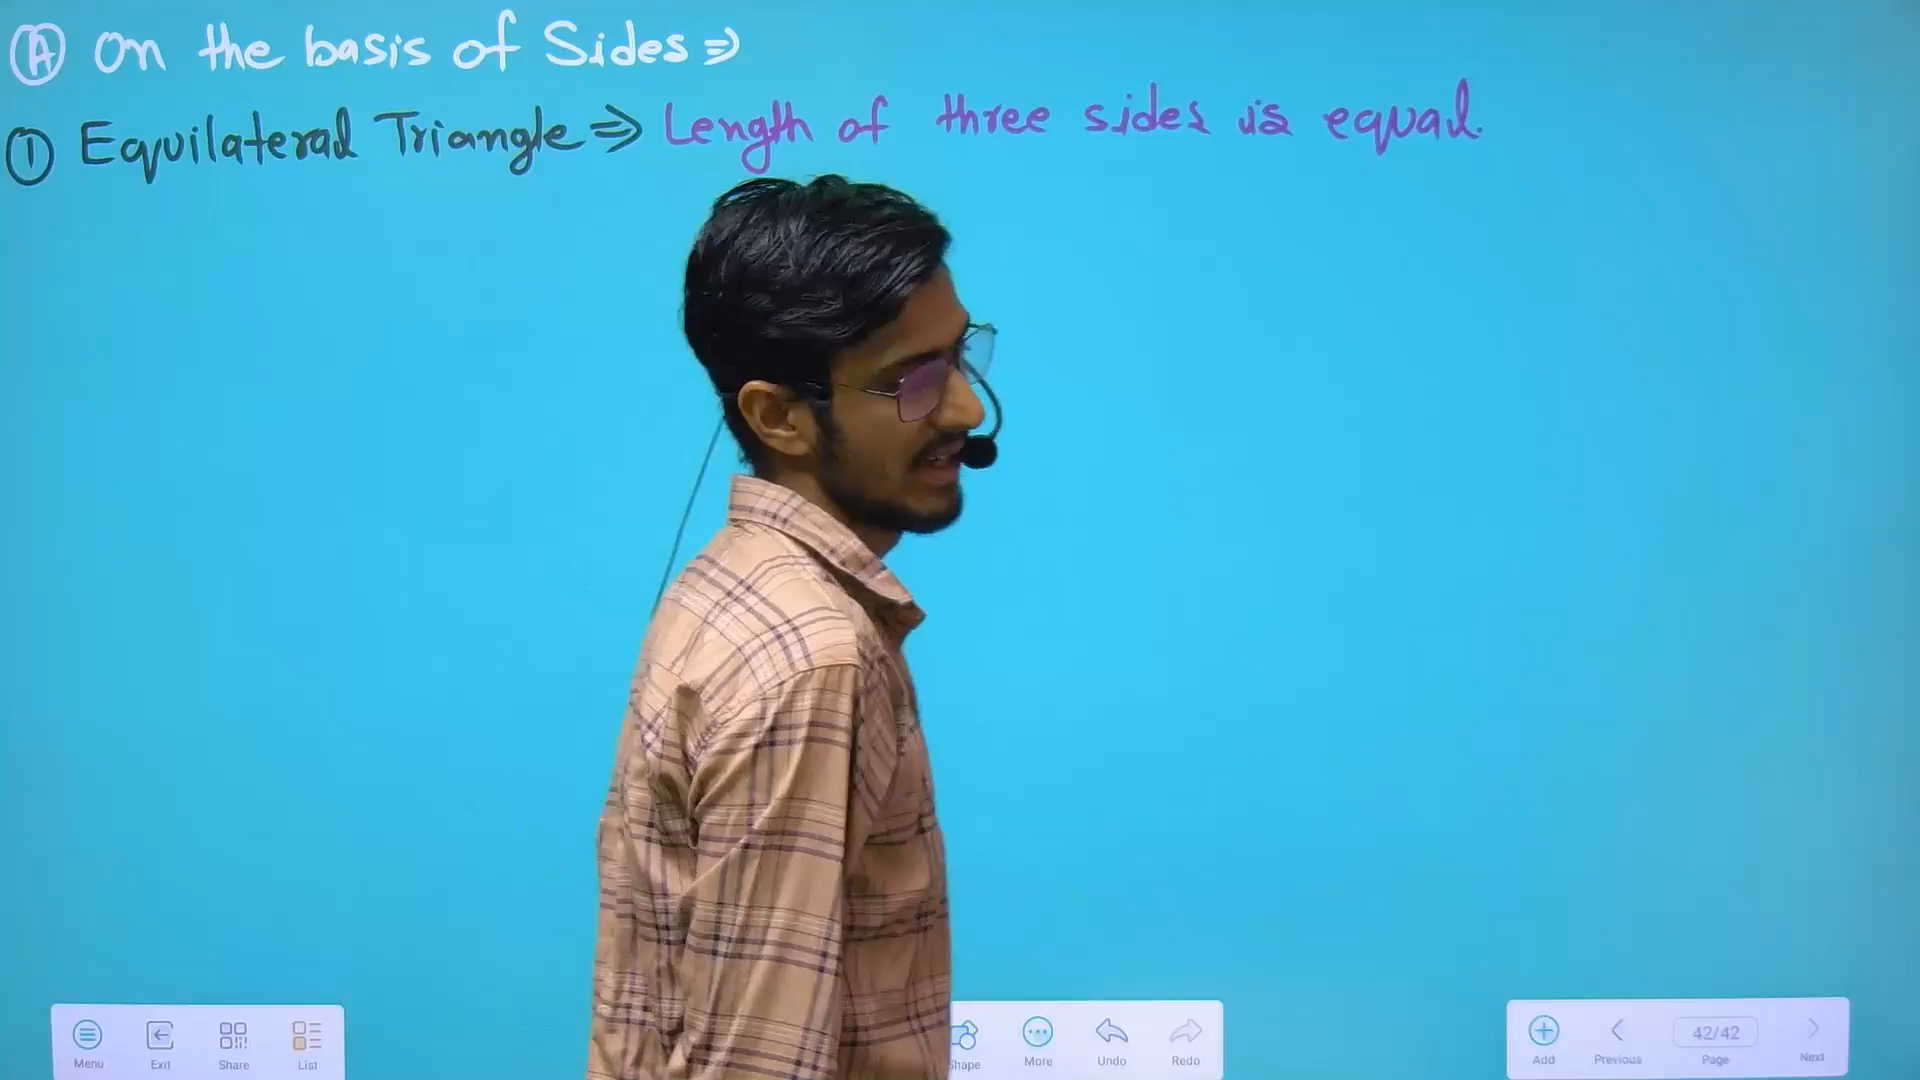 Ⓐ On the basis of Sides ⇒
① Equilateral Triangle ⇒ Length of three sides is equal.
Menu Exit Share List
Shape More Undo Redo
Add Previous 42/42 Page Next